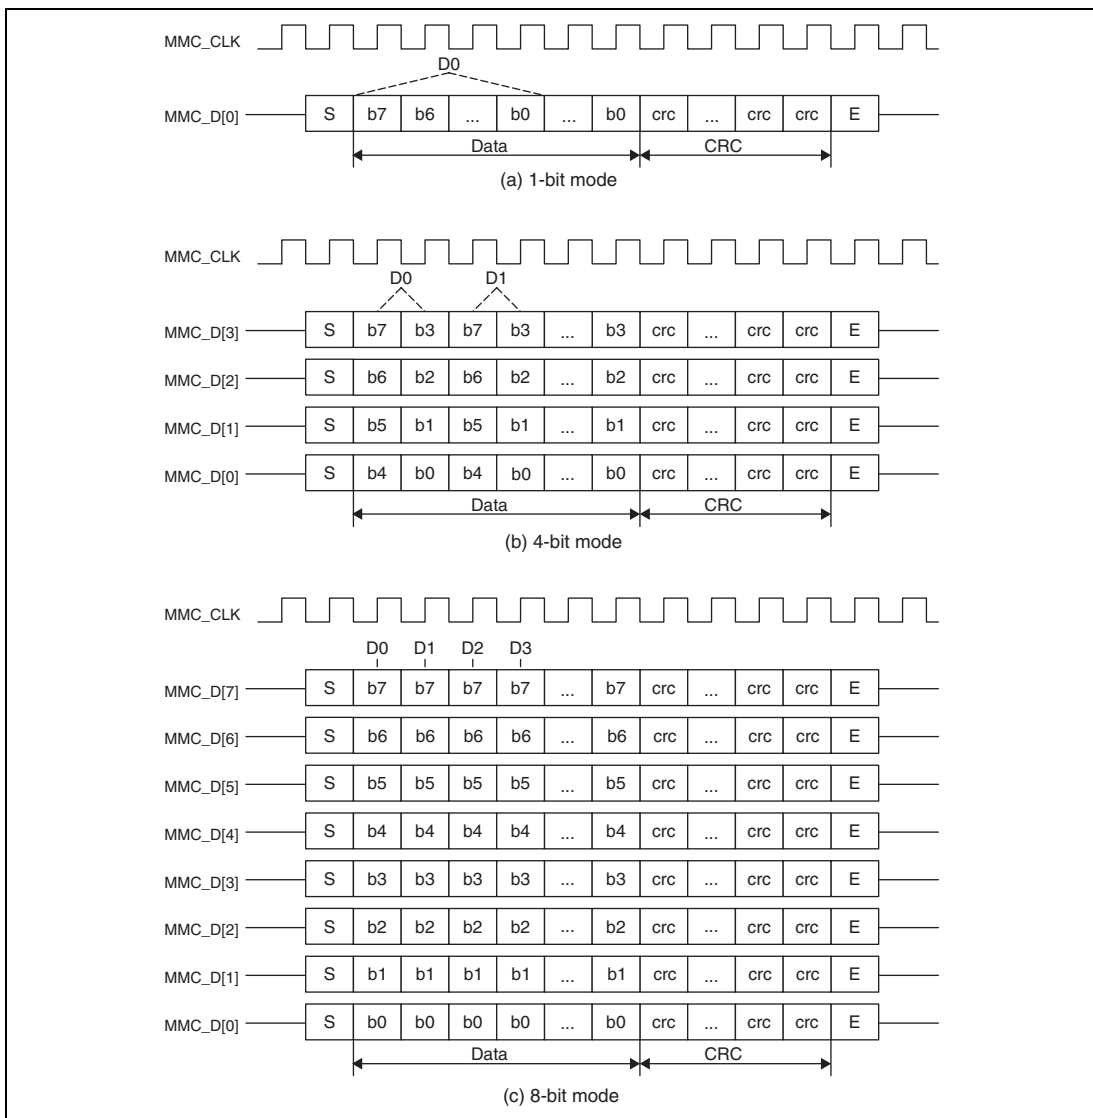 MMC_CLK
D0
MMC_D[0] S b7 b6 ... b0 ... b0 crc ... crc crc E
Data CRC
(a) 1-bit mode
MMC_CLK
D0 D1
MMC_D[3] S b7 b3 b7 b3 ... b3 crc ... crc crc E
MMC_D[2] S b6 b2 b6 b2 ... b2 crc ... crc crc E
MMC_D[1] S b5 b1 b5 b1 ... b1 crc ... crc crc E
MMC_D[0] S b4 b0 b4 b0 ... b0 crc ... crc crc E
Data CRC
(b) 4-bit mode
MMC_CLK
D0 D1 D2 D3
MMC_D[7] S b7 b7 b7 b7 ... b7 crc ... crc crc E
MMC_D[6] S b6 b6 b6 b6 ... b6 crc ... crc crc E
MMC_D[5] S b5 b5 b5 b5 ... b5 crc ... crc crc E
MMC_D[4] S b4 b4 b4 b4 ... b4 crc ... crc crc E
MMC_D[3] S b3 b3 b3 b3 ... b3 crc ... crc crc E
MMC_D[2] S b2 b2 b2 b2 ... b2 crc ... crc crc E
MMC_D[1] S b1 b1 b1 b1 ... b1 crc ... crc crc E
MMC_D[0] S b0 b0 b0 b0 ... b0 crc ... crc crc E
Data CRC
(c) 8-bit mode